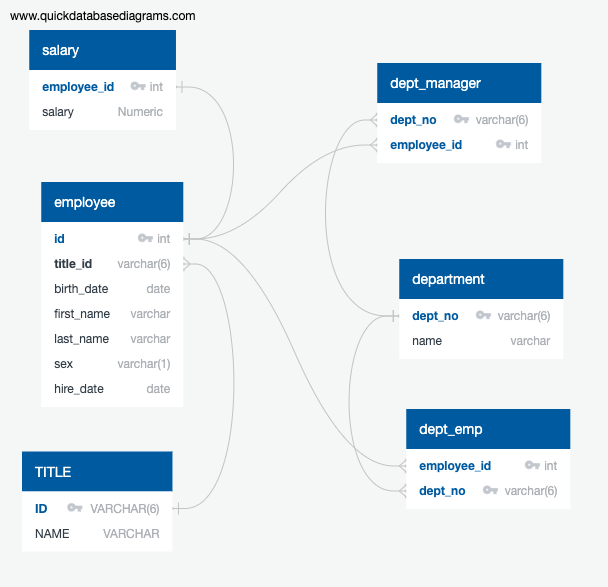 www.quickdatabasediagrams.com
salary
employee_id int
salary Numeric
employee
id int
title_id varchar(6)
birth_date date
first_name varchar
last_name varchar
sex varchar(1)
hire_date date
TITLE
ID VARCHAR(6)
NAME VARCHAR
dept_manager
dept_no varchar(6)
employee_id int
department
dept_no varchar(6)
name varchar
dept_emp
employee_id int
dept_no varchar(6)